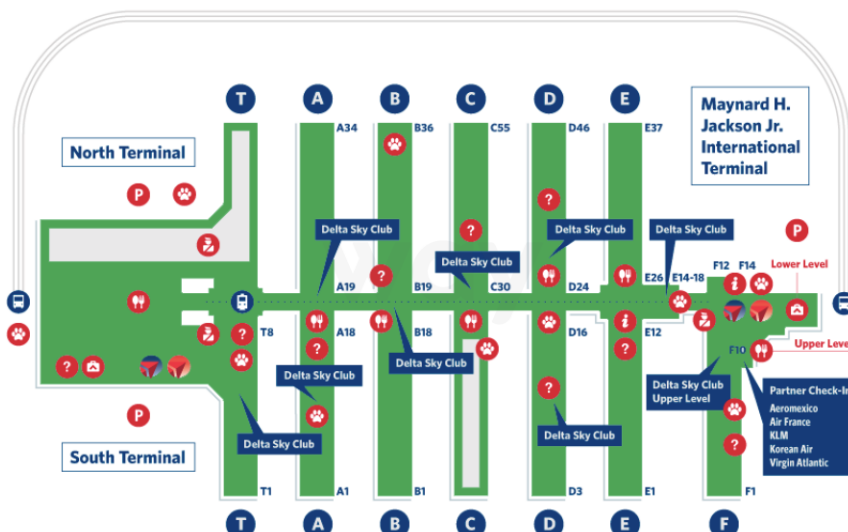 T
A
B
C
D
E
Maynard H.
Jackson Jr.
International
Terminal
A34
B36
C55
D46
E37
North Terminal
P
?
?
P
Delta Sky Club
Delta Sky Club
Delta Sky Club
Delta Sky Club
F12
F14
Lower Level
?
A19
B19
C30
D24
E26
E14-18
i
T8
?
A18
B18
D16
E12
i
?
?
F10
Upper Leve
?
Delta Sky Club
Delta Sky Club
?
Delta Sky Club
Upper Level
Partner Check-In
Aeromexico
Air France
KLM
Korean Air
Virgin Atlantic
P
Delta Sky Club
Delta Sky Club
?
South Terminal
T1
A1
B1
D3
E1
F1
T
A
B
C
D
E
F